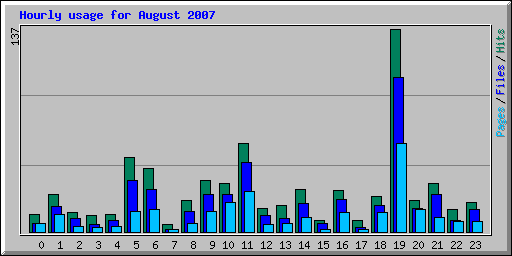 Hourly usage for August 2007
137
Pages/Files/Hits
0 1 2 3 4 5 6 7 8 9 10 11 12 13 14 15 16 17 18 19 20 21 22 23